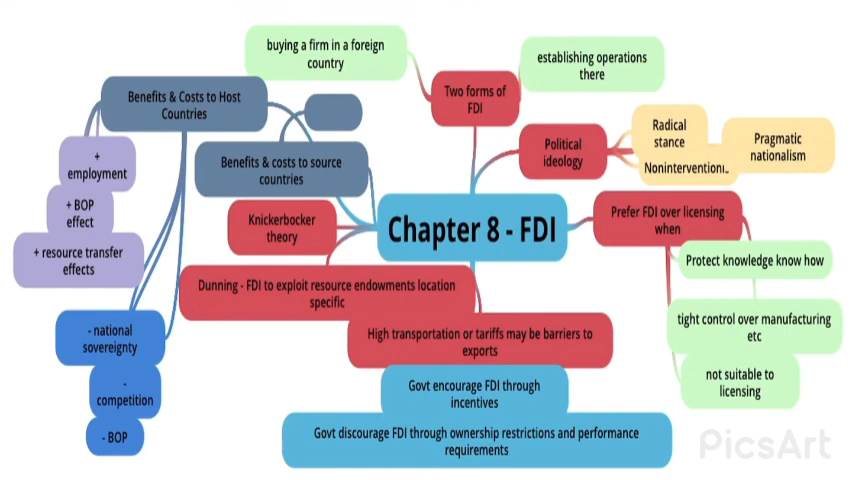 buying a firm in a foreign
country
establishing operations
there
Two forms of
FDI
Benefits & Costs to Host
Countries
Benefits & costs to source
countries
Political
ideology
Radical
stance
Pragmatic
nationalism
+
employment
+ BOP
effect
+ resource transfer
effects
Knickerbocker
theory
Chapter 8 - FDI
Prefer FDI over licensing
when
Protect knowledge know how
tight control over manufacturing
etc
not suitable to
licensing
Dunning - FDI to exploit resource endowments location
specific
High transportation or tariffs may be barriers to
exports
- national
sovereignty
-
competition
- BOP
Govt encourage FDI through
incentives
Govt discourage FDI through ownership restrictions and performance
requirements
PicsArt